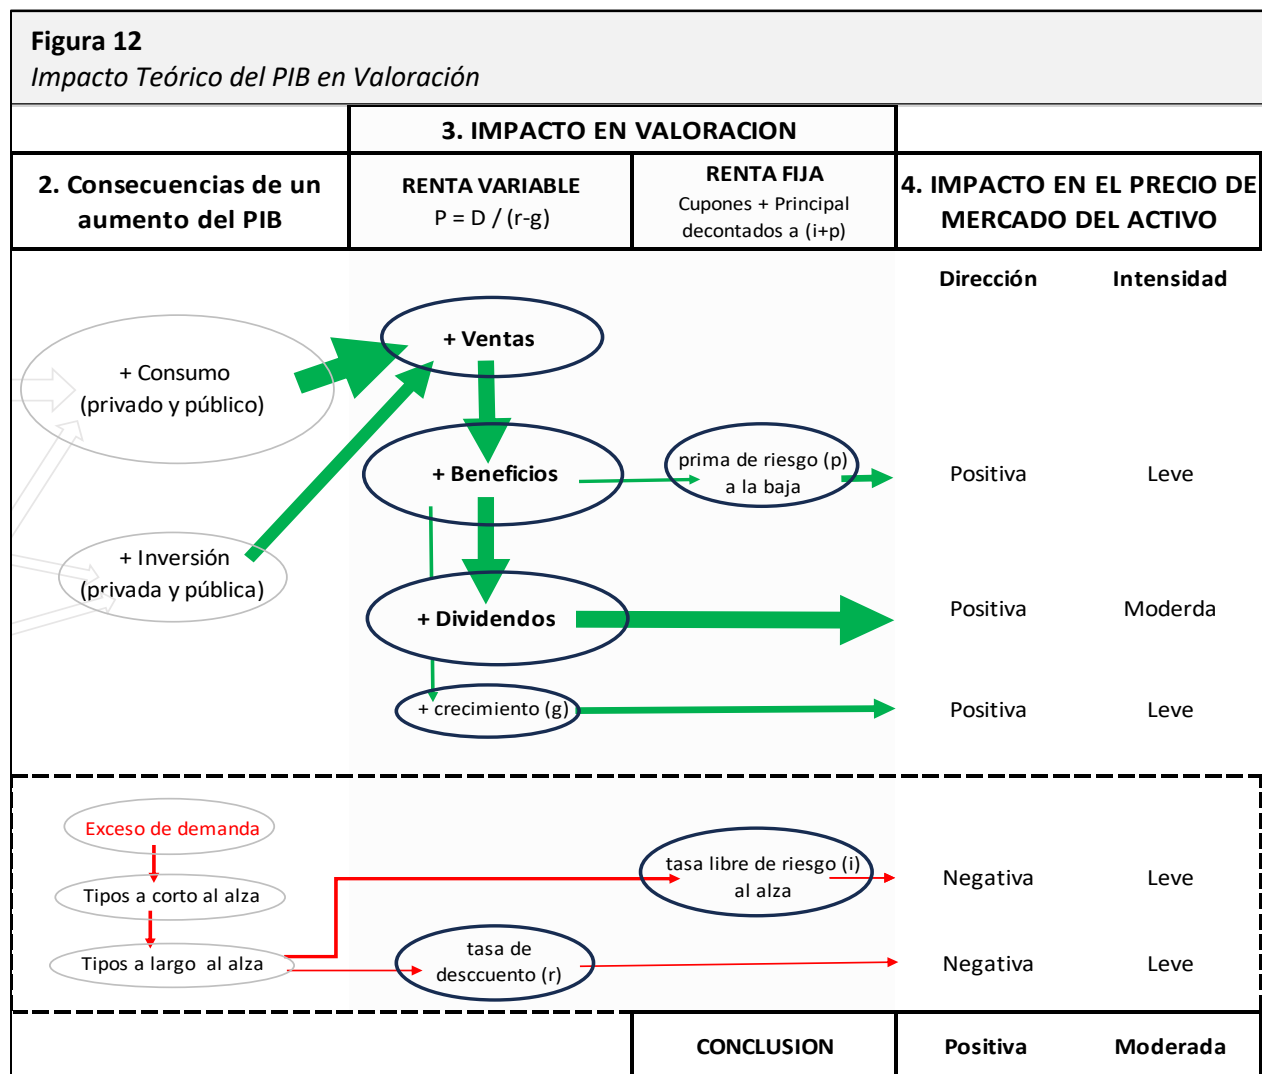 Figura 12
Impacto Teórico del PIB en Valoración
3. IMPACTO EN VALORACION
2. Consecuencias de un
aumento del PIB
RENTA VARIABLE
P = D / (r-g)
RENTA FIJA
Cupones + Principal
decontados a (i+p)
4. IMPACTO EN EL PRECIO DE
MERCADO DEL ACTIVO
Dirección
Intensidad
+ Ventas
+ Consumo
(privado y público)
+ Beneficios
prima de riesgo (p)
a la baja
Positiva
Leve
+ Inversión
(privada y pública)
+ Dividendos
Positiva
Moderda
+ crecimiento (g)
Positiva
Leve
Exceso de demanda
Tipos a corto al alza
tasa libre de riesgo (i)
al alza
Negativa
Leve
Tipos a largo al alza
tasa de
desccuento (r)
Negativa
Leve
CONCLUSION
Positiva
Moderada